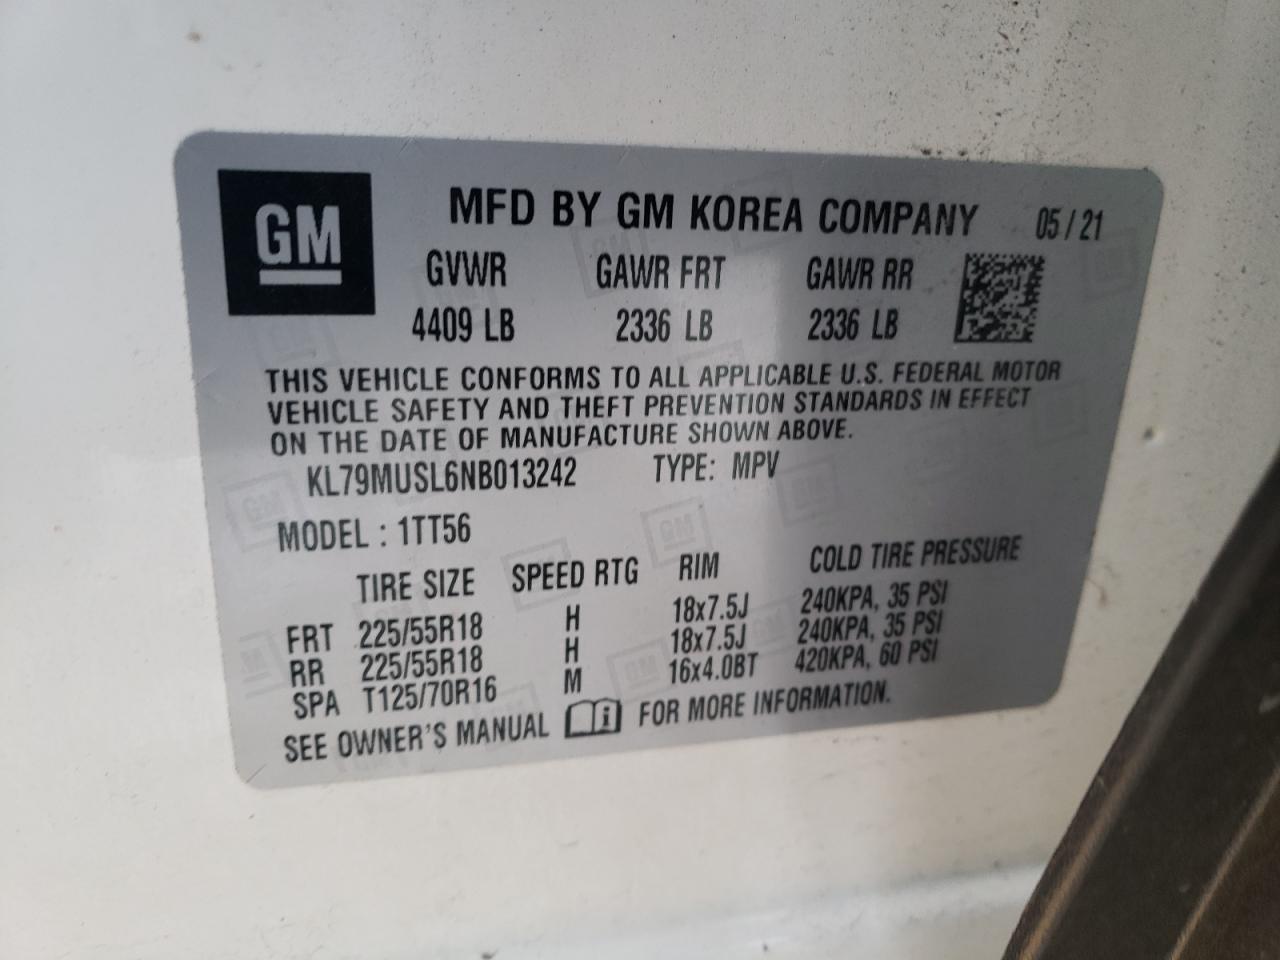 GM
MFD BY GM KOREA COMPANY 05/21
GVWR GAWR FRT GAWR RR
4409 LB 2336 LB 2336 LB
THIS VEHICLE CONFORMS TO ALL APPLICABLE U.S. FEDERAL MOTOR
VEHICLE SAFETY AND THEFT PREVENTION STANDARDS IN EFFECT
ON THE DATE OF MANUFACTURE SHOWN ABOVE.
KL79MUSL6NB013242 TYPE: MPV
MODEL : 1TT56
TIRE SIZE SPEED RTG RIM COLD TIRE PRESSURE
FRT 225/55R18 H 18x7.5J 240KPA, 35 PSI
RR 225/55R18 H 18x7.5J 240KPA, 35 PSI
SPA T125/70R16 M 16x4.0BT 420KPA, 60 PSI
SEE OWNER'S MANUAL i FOR MORE INFORMATION.